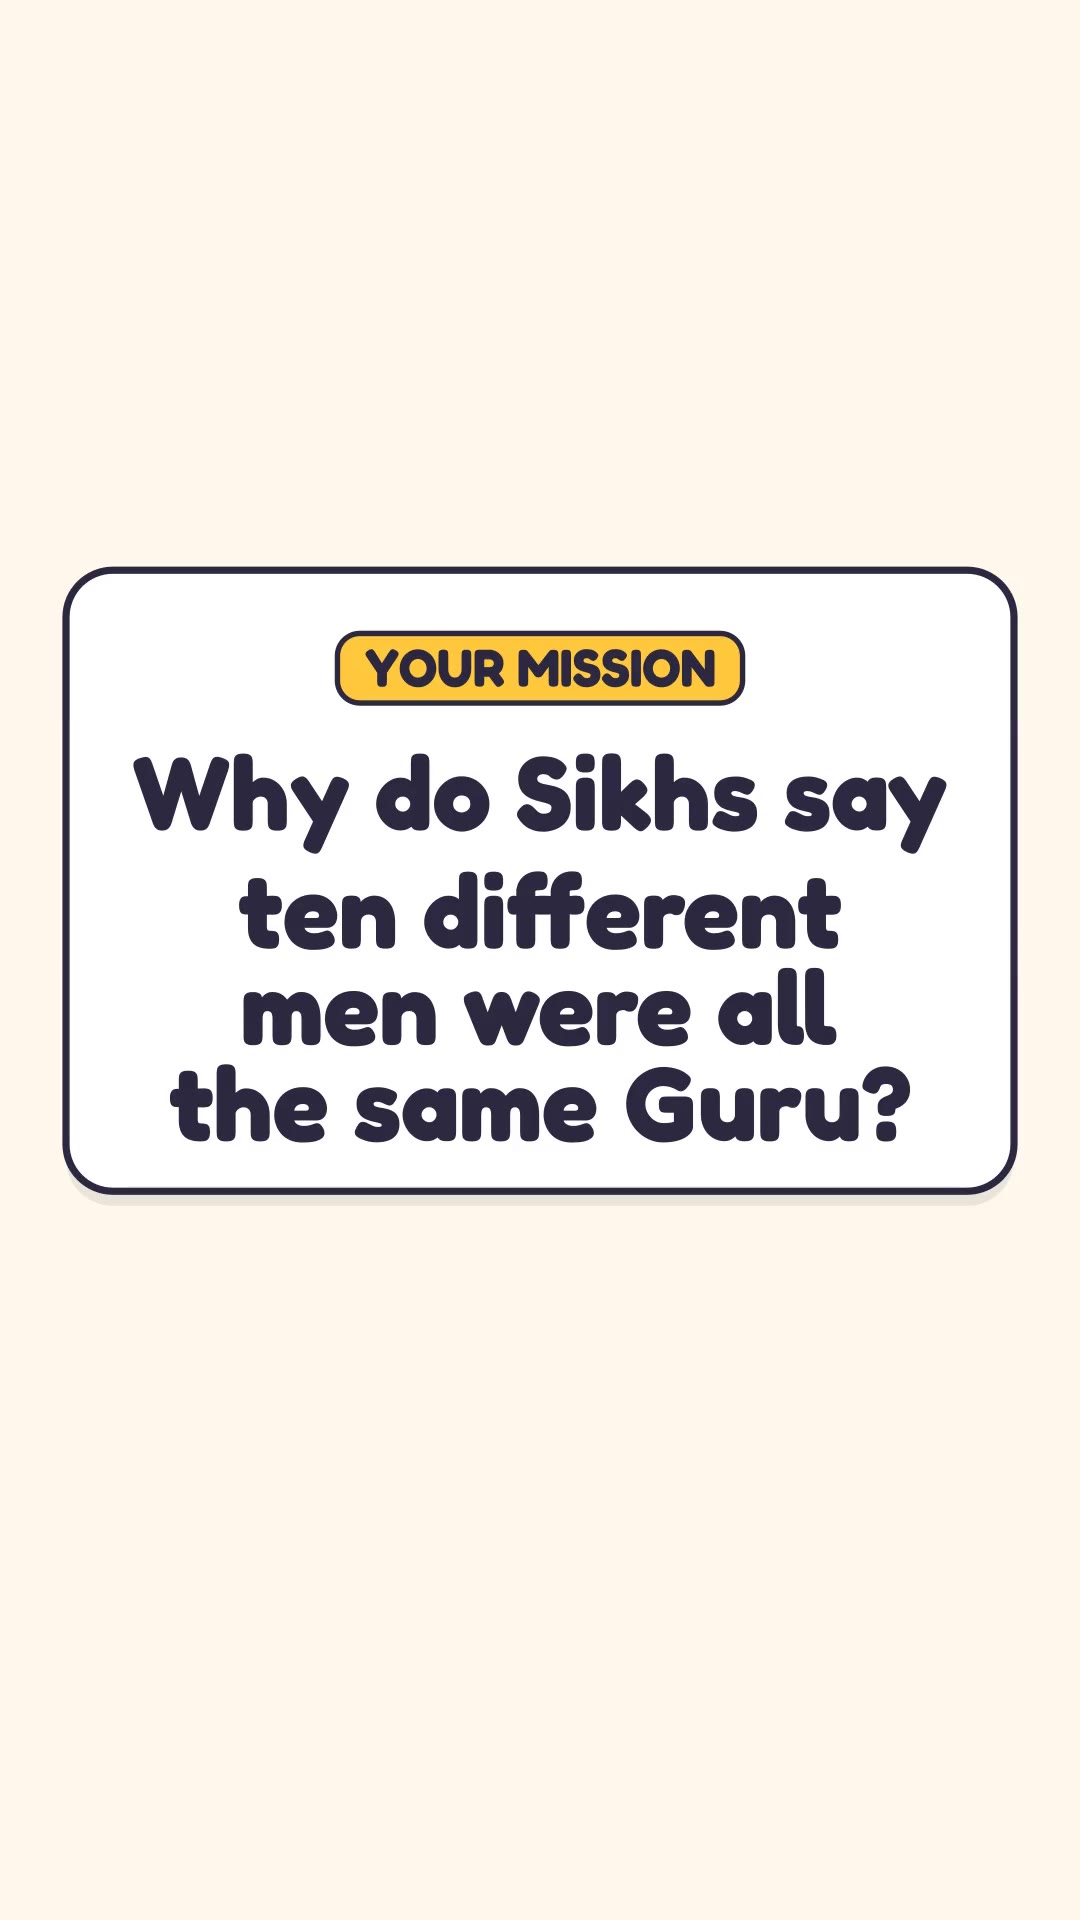 YOUR MISSION
Why do Sikhs say
ten different
men were all
the same Guru?